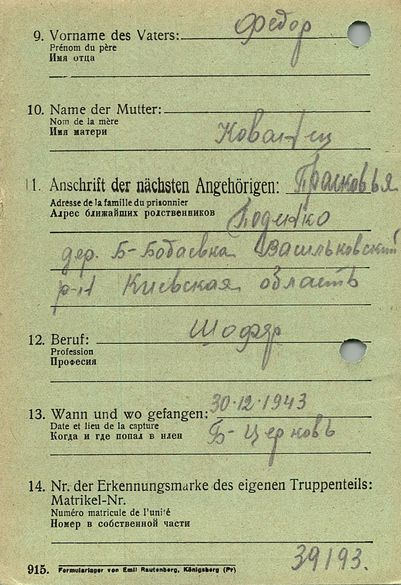 Федор
9. Vorname des Vaters:
Prénom du père
Имя отца
10. Name der Mutter:
Nom de la mère
Имя матери
11. Anschrift der nächsten Angehörigen: Прасковья
Adresse de la famille du prisonnier
Адрес ближайших родственников
дер. Васильковский
р-н Киевская область
12. Beruf: Шофер
Profession
Професия
13. Wann und wo gefangen: 30·12·1943
Date et lieu de la capture Б-Церковь
Когда и где попал в плен
14. Nr. der Erkennungsmarke des eigenen Truppenteils:
Matrikel-Nr.
Numéro matricule de l'unité
Номер в собственной части
39193.
915. Formularlager von Emil Rautenberg, Königsberg (Pr)